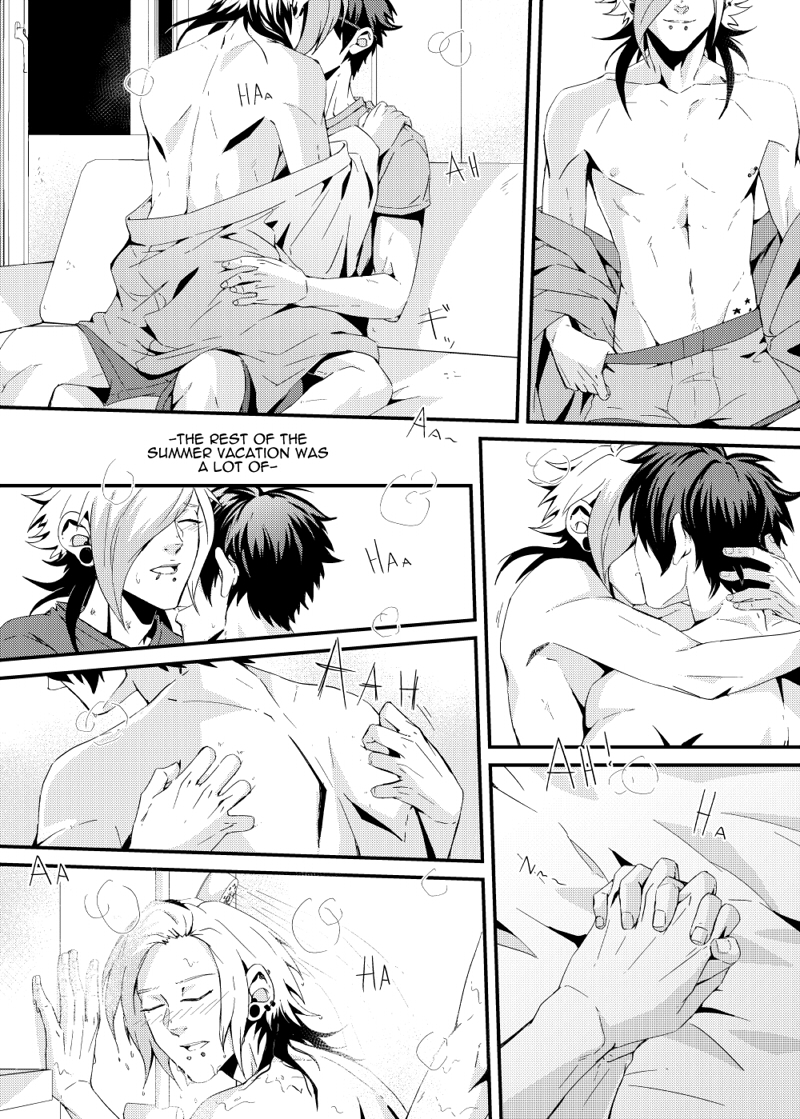 HAA
AH
ギッ
AA~
-THE REST OF THE
SUMMER VACATION WAS
A LOT OF-
HAA
AAH
AH!
HA
NN~
AA
HA